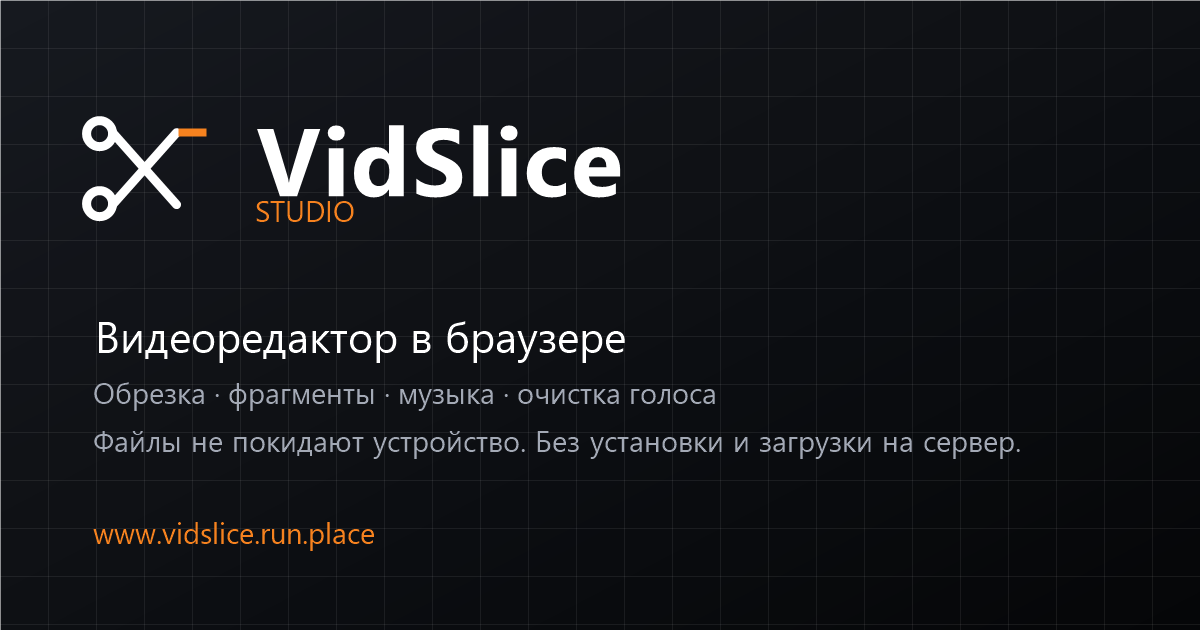 VidSlice
STUDIO
Видеоредактор в браузере
Обрезка · фрагменты · музыка · очистка голоса
Файлы не покидают устройство. Без установки и загрузки на сервер.
www.vidslice.run.place